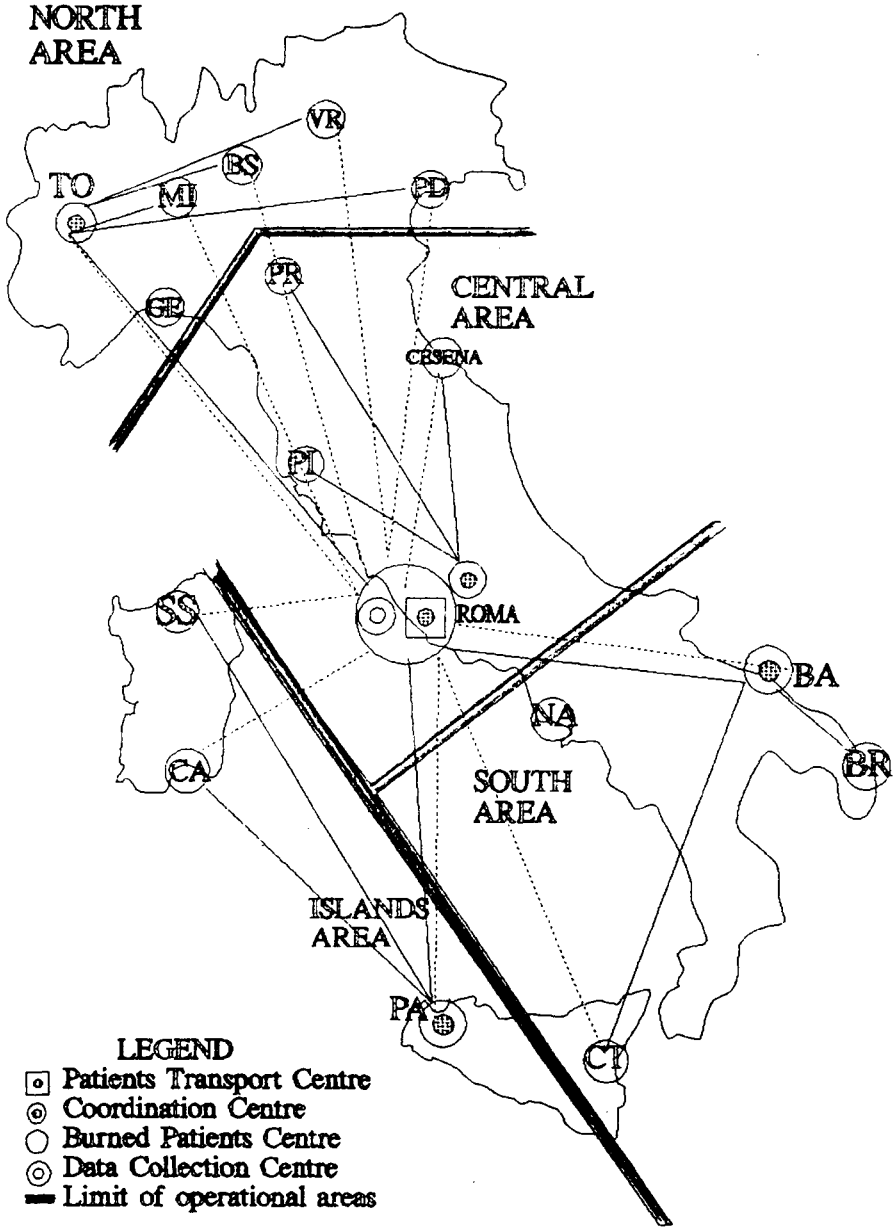 NORTH
AREA
VR
BS
TO
MI
PD
PR
CENTRAL
AREA
GE
CESENA
PI
SS
ROMA
BA
NA
CA
BR
SOUTH
AREA
ISLANDS
AREA
PA
CT
LEGEND
Patients Transport Centre
Coordination Centre
Burned Patients Centre
Data Collection Centre
Limit of operational areas